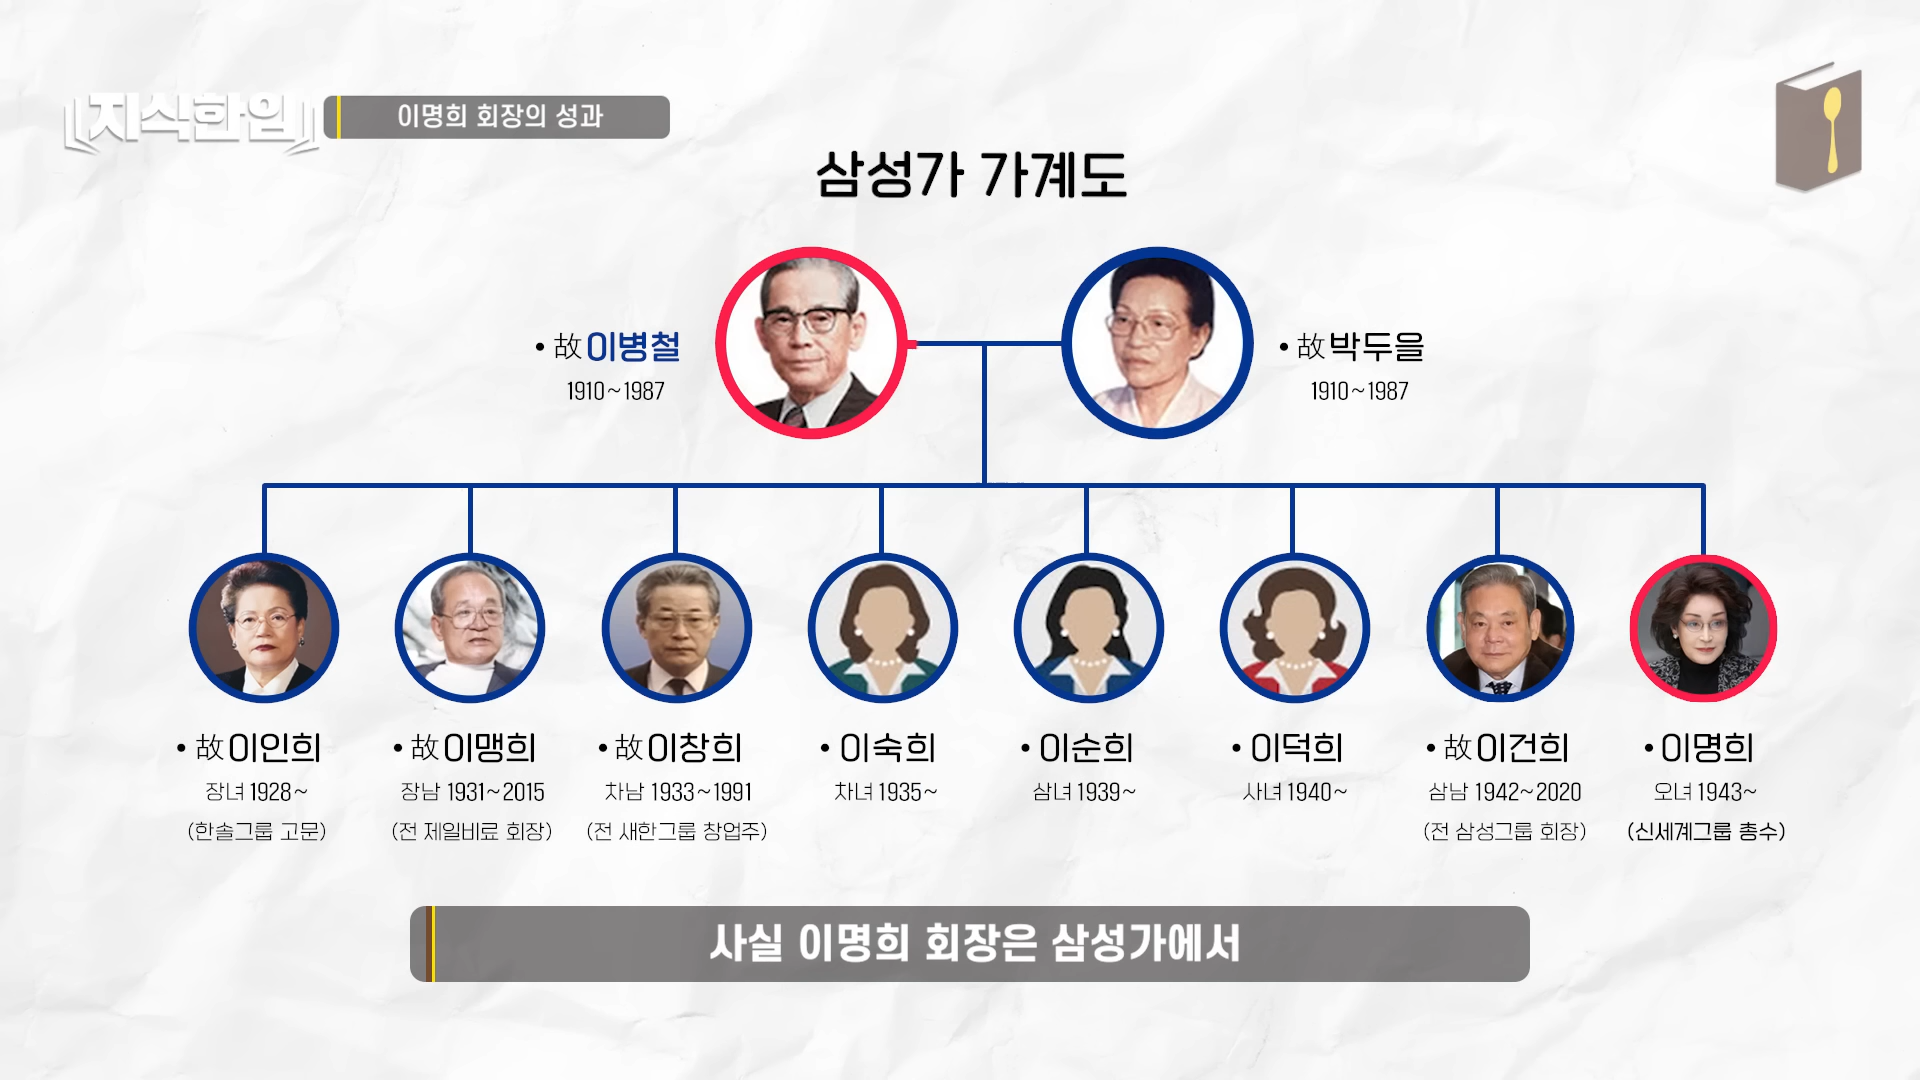 지식한입
이명희 회장의 성과
삼성가 가계도
• 故 이병철
1910~1987
• 故 박두을
1910~1987
• 故 이인희
장녀 1928~
(한솔그룹 고문)
• 故 이맹희
장남 1931~2015
(전 제일비료 회장)
• 故 이창희
차남 1933~1991
(전 새한그룹 창업주)
• 이숙희
차녀 1935~
• 이순희
삼녀 1939~
• 이덕희
사녀 1940~
• 故 이건희
삼남 1942~2020
(전 삼성그룹 회장)
• 이명희
오녀 1943~
(신세계그룹 총수)
사실 이명희 회장은 삼성가에서